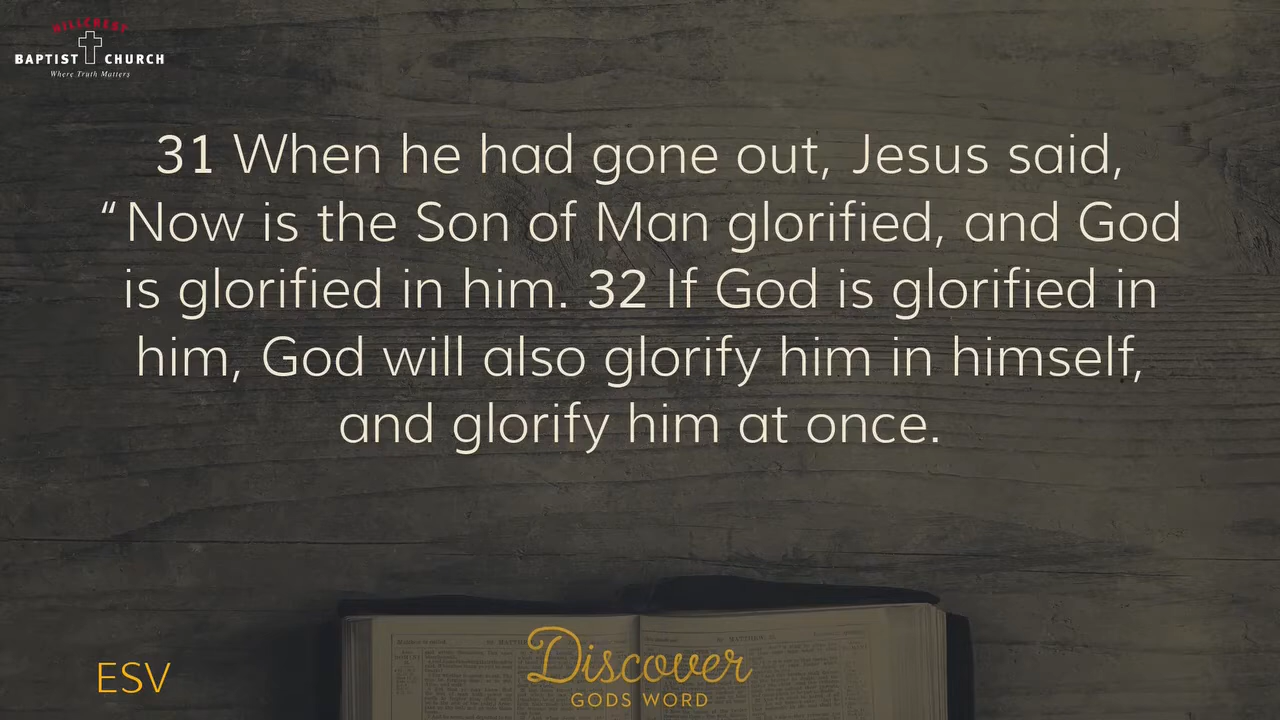 HILLCREST
BAPTIST CHURCH
Where Truth Matters
31 When he had gone out, Jesus said,
“Now is the Son of Man glorified, and God
is glorified in him. 32 If God is glorified in
him, God will also glorify him in himself,
and glorify him at once.
ESV
Discover
GODS WORD